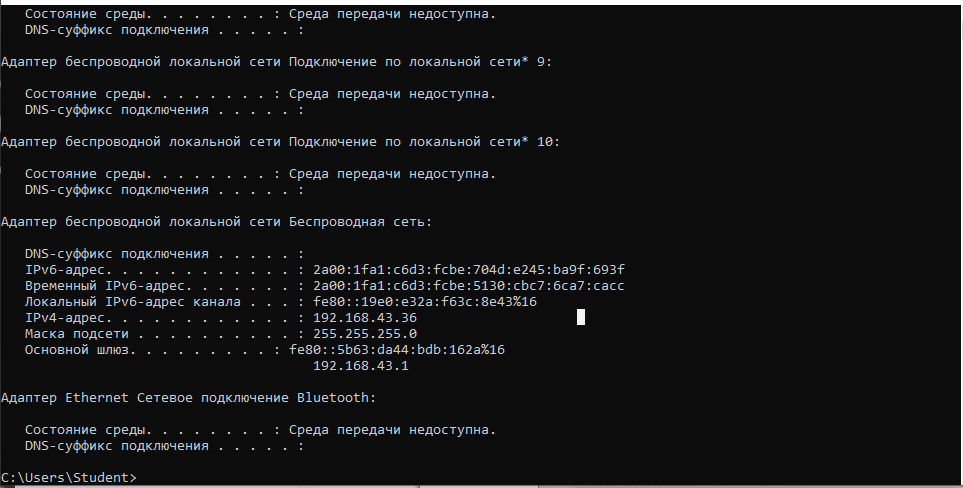 Состояние среды. . . . . . . . : Среда передачи недоступна.
DNS-суффикс подключения . . . . . :
Адаптер беспроводной локальной сети Подключение по локальной сети* 9:
Состояние среды. . . . . . . . : Среда передачи недоступна.
DNS-суффикс подключения . . . . . :
Адаптер беспроводной локальной сети Подключение по локальной сети* 10:
Состояние среды. . . . . . . . : Среда передачи недоступна.
DNS-суффикс подключения . . . . . :
Адаптер беспроводной локальной сети Беспроводная сеть:
DNS-суффикс подключения . . . . . :
IPv6-адрес. . . . . . . . . . . . : 2a00:1fa1:c6d3:fcbe:704d:e245:ba9f:693f
Временный IPv6-адрес. . . . . . . : 2a00:1fa1:c6d3:fcbe:5130:cbc7:6ca7:cacc
Локальный IPv6-адрес канала . . . : fe80::19e0:e32a:f63c:8e43%16
IPv4-адрес. . . . . . . . . . . . : 192.168.43.36
Маска подсети . . . . . . . . . . : 255.255.255.0
Основной шлюз. . . . . . . . . : fe80::5b63:da44:bdb:162a%16
192.168.43.1
Адаптер Ethernet Сетевое подключение Bluetooth:
Состояние среды. . . . . . . . : Среда передачи недоступна.
DNS-суффикс подключения . . . . . :
C:\Users\Student>